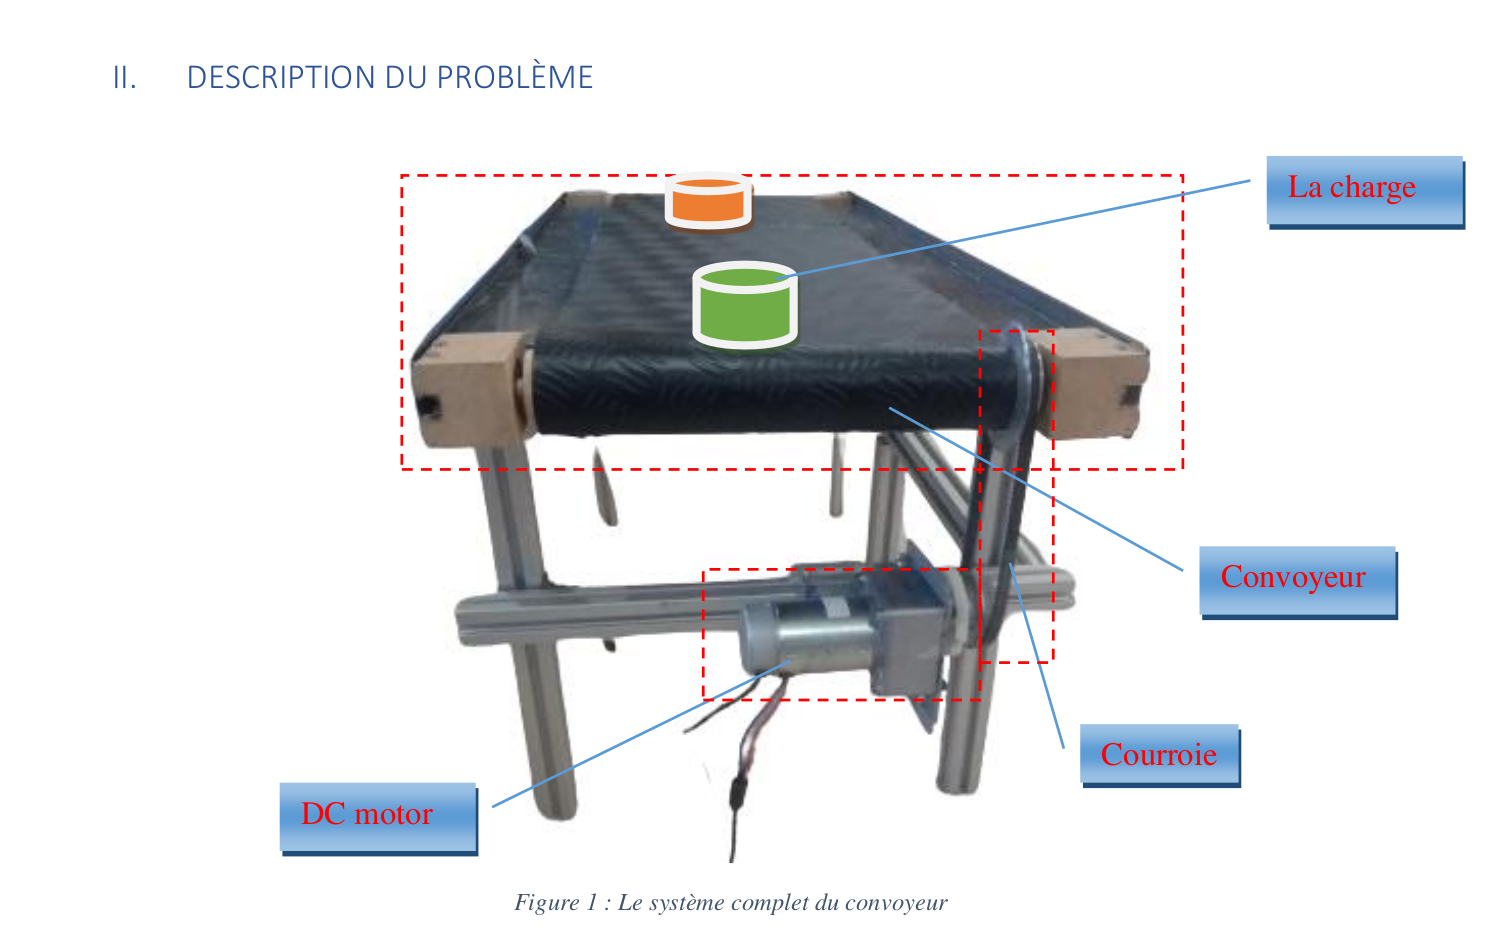 II. DESCRIPTION DU PROBLÈME
La charge
Convoyeur
Courroie
DC motor
Figure 1 : Le système complet du convoyeur